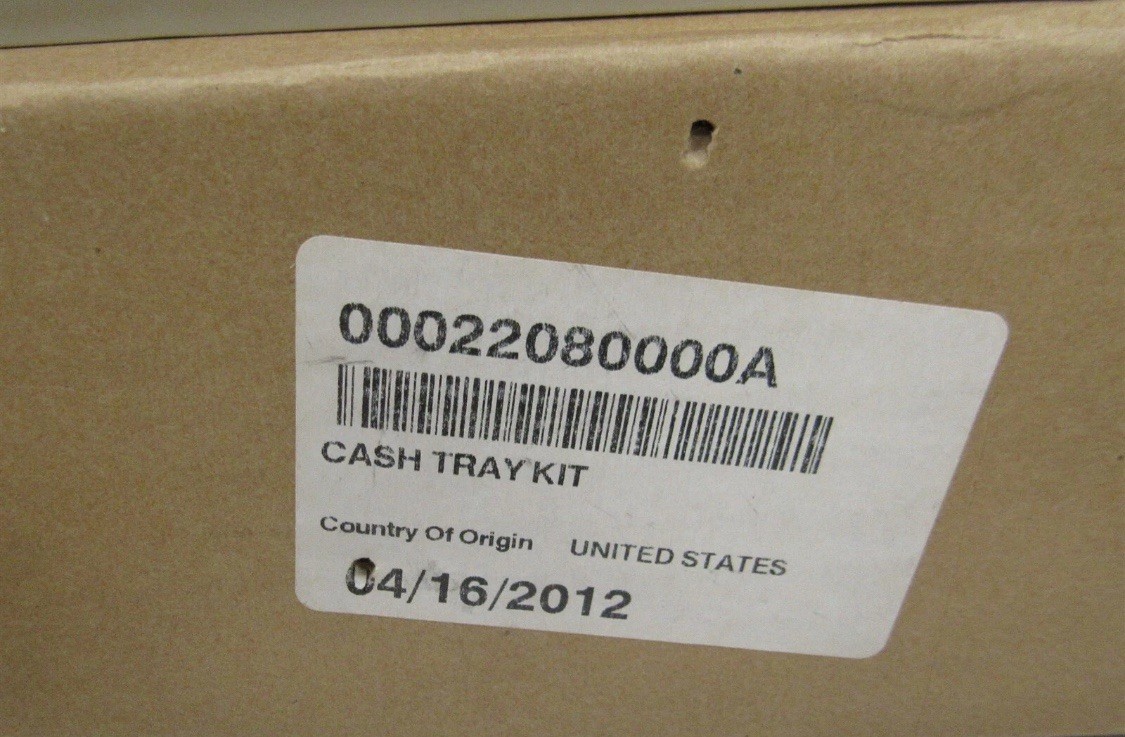 00022080000A
CASH TRAY KIT
Country Of Origin UNITED STATES
04/16/2012